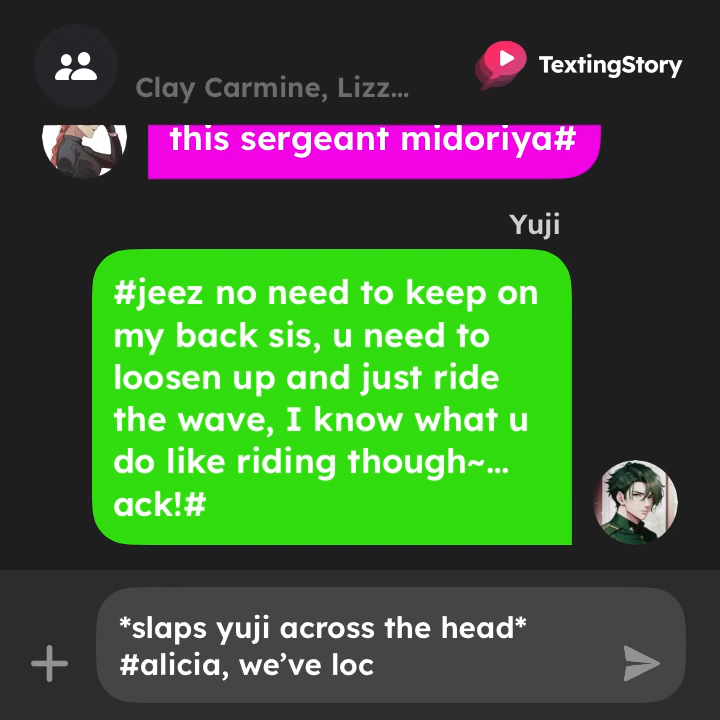 Clay Carmine, Lizz...
TextingStory
this sergeant midoriya#
Yuji
#jeez no need to keep on
my back sis, u need to
loosen up and just ride
the wave, I know what u
do like riding though~...
ack!#
*slaps yuji across the head*
#alicia, we’ve loc